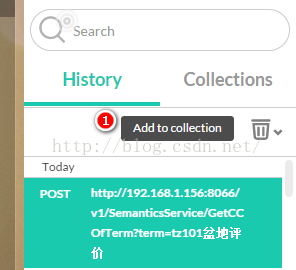 Search
History
Collections
1
Add to collection
http://blog.csdn.net/
Today
POST
http://192.168.1.156:8066/
v1/SemanticsService/GetCC
OfTerm?term=tz101盆地评
价